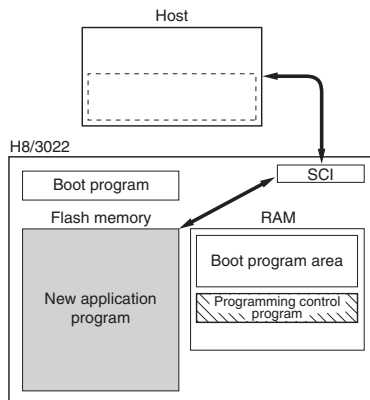 Host
H8/3022
SCI
Boot program
Flash memory
RAM
Boot program area
New application
program
Programming control
program